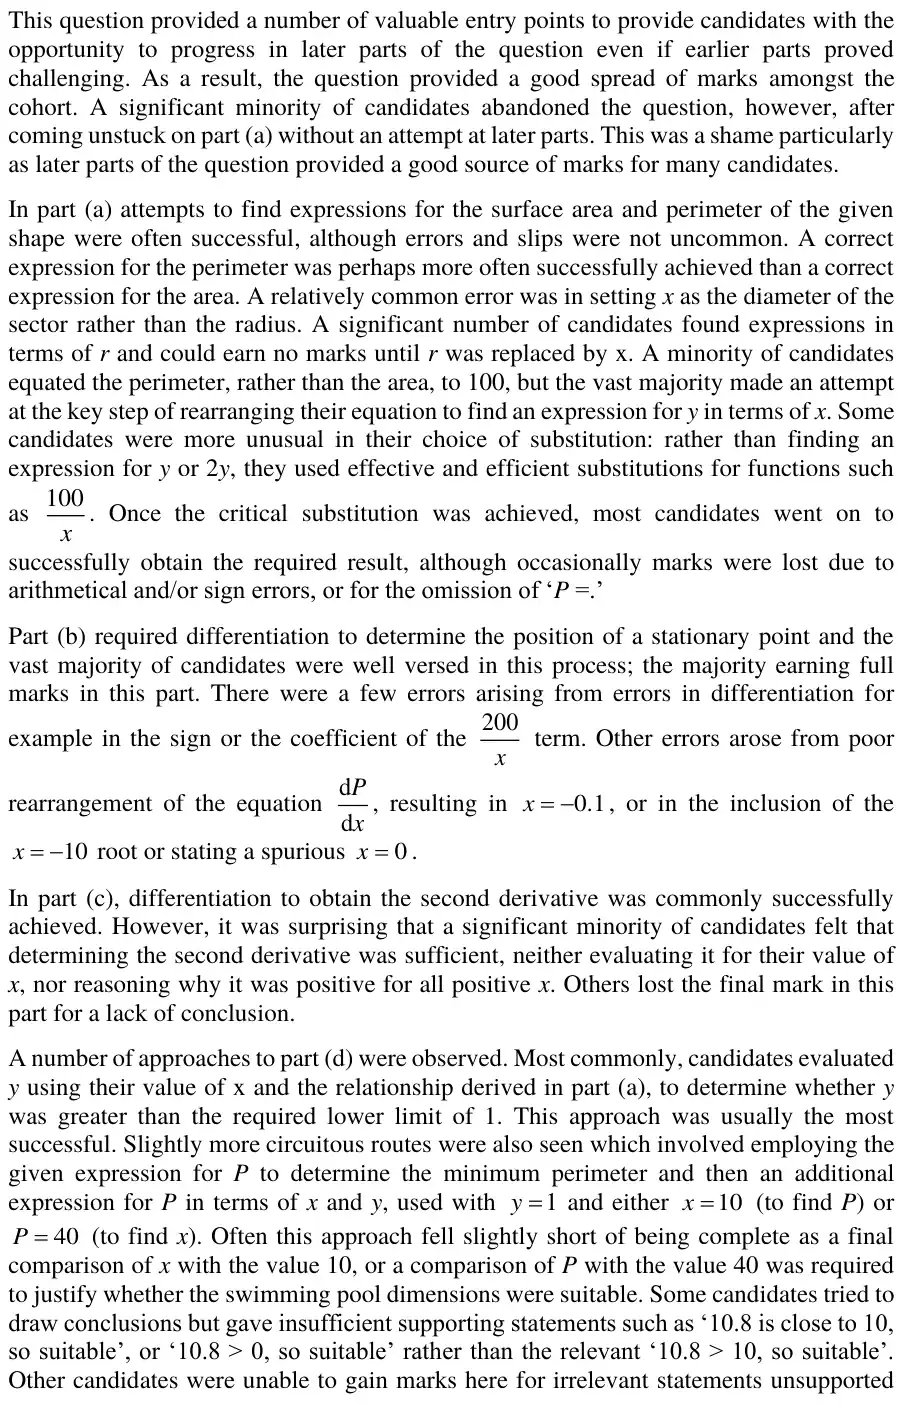 This question provided a number of valuable entry points to provide candidates with the
opportunity to progress in later parts of the question even if earlier parts proved
challenging. As a result, the question provided a good spread of marks amongst the
cohort. A significant minority of candidates abandoned the question, however, after
coming unstuck on part (a) without an attempt at later parts. This was a shame particularly
as later parts of the question provided a good source of marks for many candidates.
In part (a) attempts to find expressions for the surface area and perimeter of the given
shape were often successful, although errors and slips were not uncommon. A correct
expression for the perimeter was perhaps more often successfully achieved than a correct
expression for the area. A relatively common error was in setting x as the diameter of the
sector rather than the radius. A significant number of candidates found expressions in
terms of r and could earn no marks until r was replaced by x. A minority of candidates
equated the perimeter, rather than the area, to 100, but the vast majority made an attempt
at the key step of rearranging their equation to find an expression for y in terms of x. Some
candidates were more unusual in their choice of substitution: rather than finding an
expression for y or 2y, they used effective and efficient substitutions for functions such
as 100/x . Once the critical substitution was achieved, most candidates went on to
successfully obtain the required result, although occasionally marks were lost due to
arithmetical and/or sign errors, or for the omission of ‘P =.’
Part (b) required differentiation to determine the position of a stationary point and the
vast majority of candidates were well versed in this process; the majority earning full
marks in this part. There were a few errors arising from errors in differentiation for
example in the sign or the coefficient of the 200/x term. Other errors arose from poor
rearrangement of the equation dP/dx , resulting in x = −0.1 , or in the inclusion of the
x = −10 root or stating a spurious x = 0 .
In part (c), differentiation to obtain the second derivative was commonly successfully
achieved. However, it was surprising that a significant minority of candidates felt that
determining the second derivative was sufficient, neither evaluating it for their value of
x, nor reasoning why it was positive for all positive x. Others lost the final mark in this
part for a lack of conclusion.
A number of approaches to part (d) were observed. Most commonly, candidates evaluated
y using their value of x and the relationship derived in part (a), to determine whether y
was greater than the required lower limit of 1. This approach was usually the most
successful. Slightly more circuitous routes were also seen which involved employing the
given expression for P to determine the minimum perimeter and then an additional
expression for P in terms of x and y, used with y = 1 and either x = 10 (to find P) or
P = 40 (to find x). Often this approach fell slightly short of being complete as a final
comparison of x with the value 10, or a comparison of P with the value 40 was required
to justify whether the swimming pool dimensions were suitable. Some candidates tried to
draw conclusions but gave insufficient supporting statements such as ‘10.8 is close to 10,
so suitable’, or ‘10.8 > 0, so suitable’ rather than the relevant ‘10.8 > 10, so suitable’.
Other candidates were unable to gain marks here for irrelevant statements unsupported